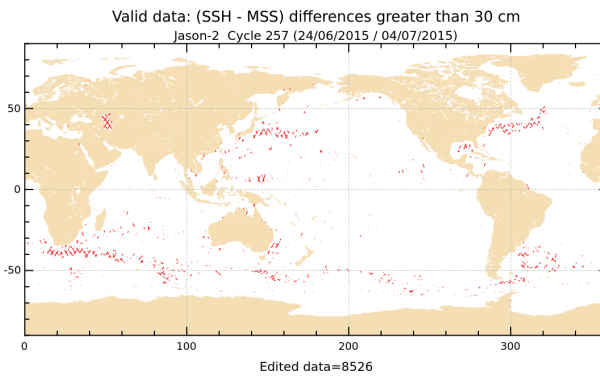 Valid data: (SSH - MSS) differences greater than 30 cm
Jason-2  Cycle 257 (24/06/2015 / 04/07/2015)
50
0
-50
0 100 200 300
Edited data=8526